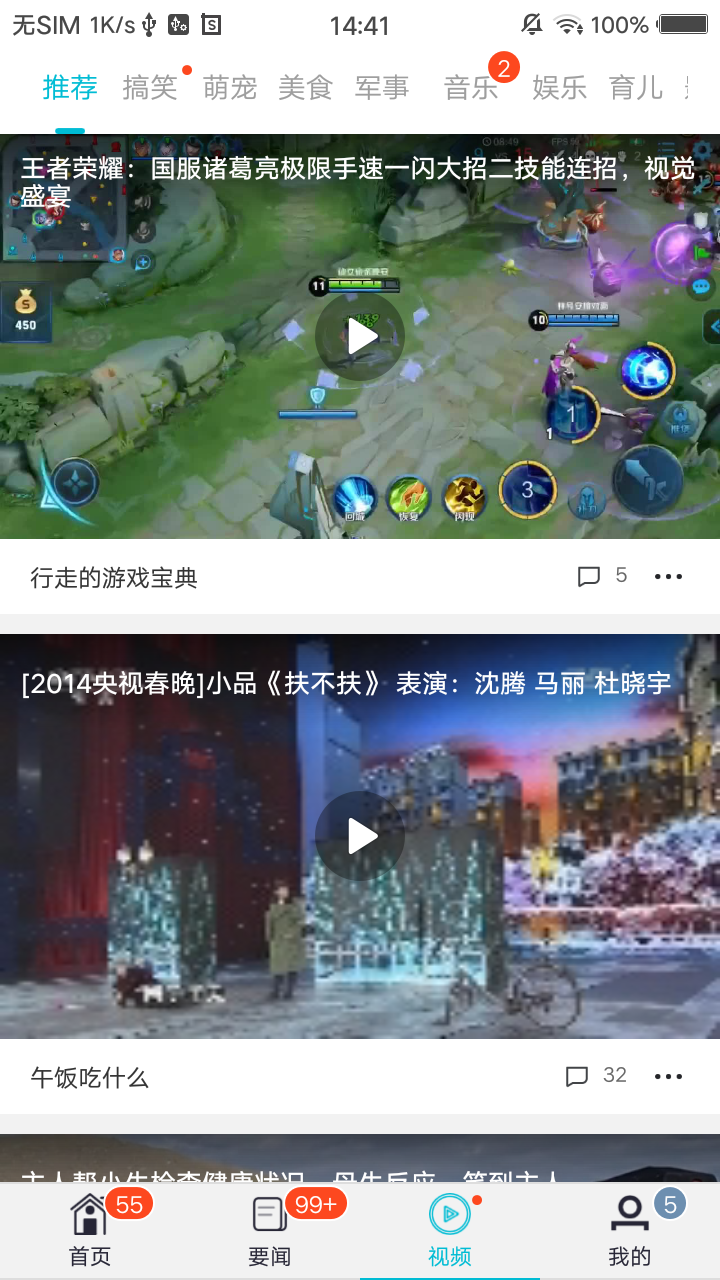 无SIM 1K/s 14:41 100%
推荐 搞笑 萌宠 美食 军事 音乐 2 娱乐 育儿
王者荣耀：国服诸葛亮极限手速一闪大招二技能连招，视觉
盛宴
08:49
450
11
10
1
1
3
回城 恢复 闪现
行走的游戏宝典 5
[2014央视春晚]小品《扶不扶》 表演：沈腾 马丽 杜晓宇
午饭吃什么 32
55 99+ 5
首页 要闻 视频 我的